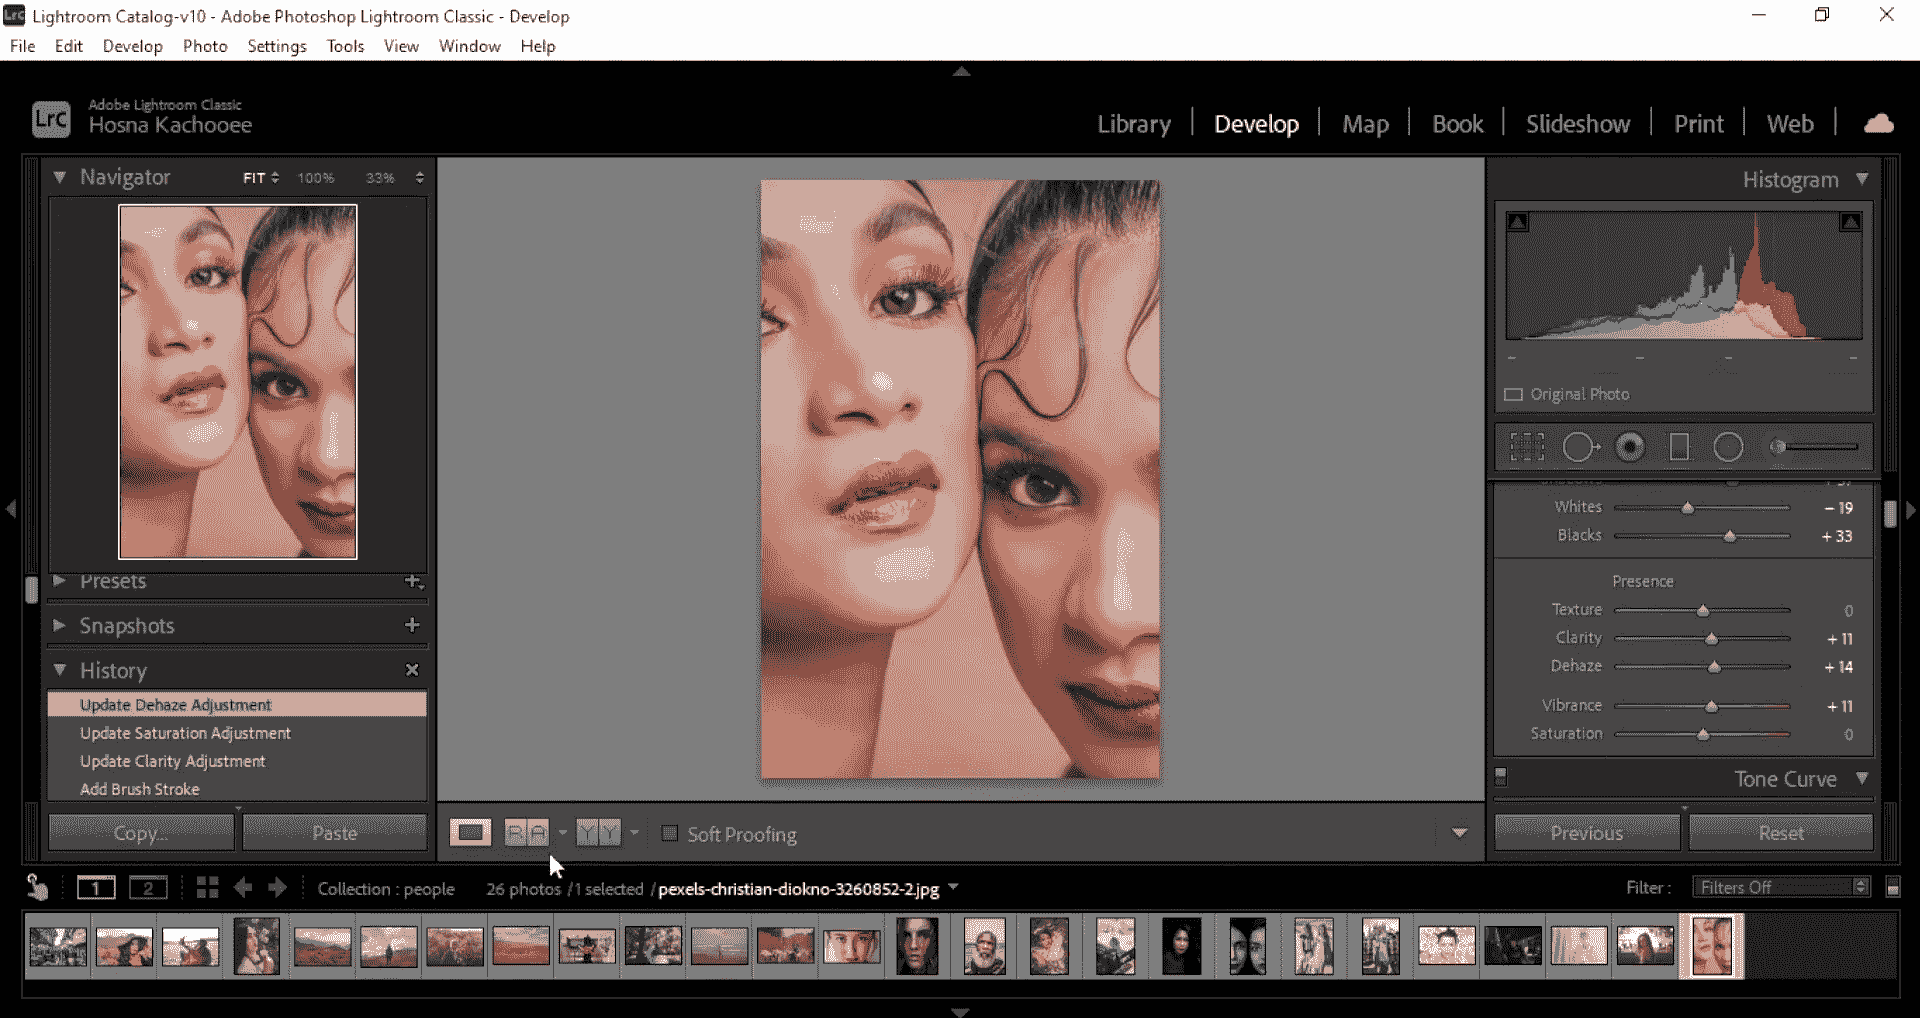 Lrc Lightroom Catalog-v10 - Adobe Photoshop Lightroom Classic - Develop
File Edit Develop Photo Settings Tools View Window Help
Adobe Lightroom Classic
LrC Hosna Kachooee
Library Develop Map Book Slideshow Print Web
Navigator FIT 100% 33%
Histogram
Original Photo
Whites - 19
Blacks + 33
Presence
Texture 0
Clarity + 11
Dehaze + 14
Vibrance + 11
Saturation 0
Tone Curve
Presets
Snapshots
History
Update Dehaze Adjustment
Update Saturation Adjustment
Update Clarity Adjustment
Add Brush Stroke
Copy... Paste
R A Y Y Soft Proofing
Previous Reset
1 2 Collection : people 26 photos / 1 selected / pexels-christian-diokno-3260852-2.jpg
Filter : Filters Off